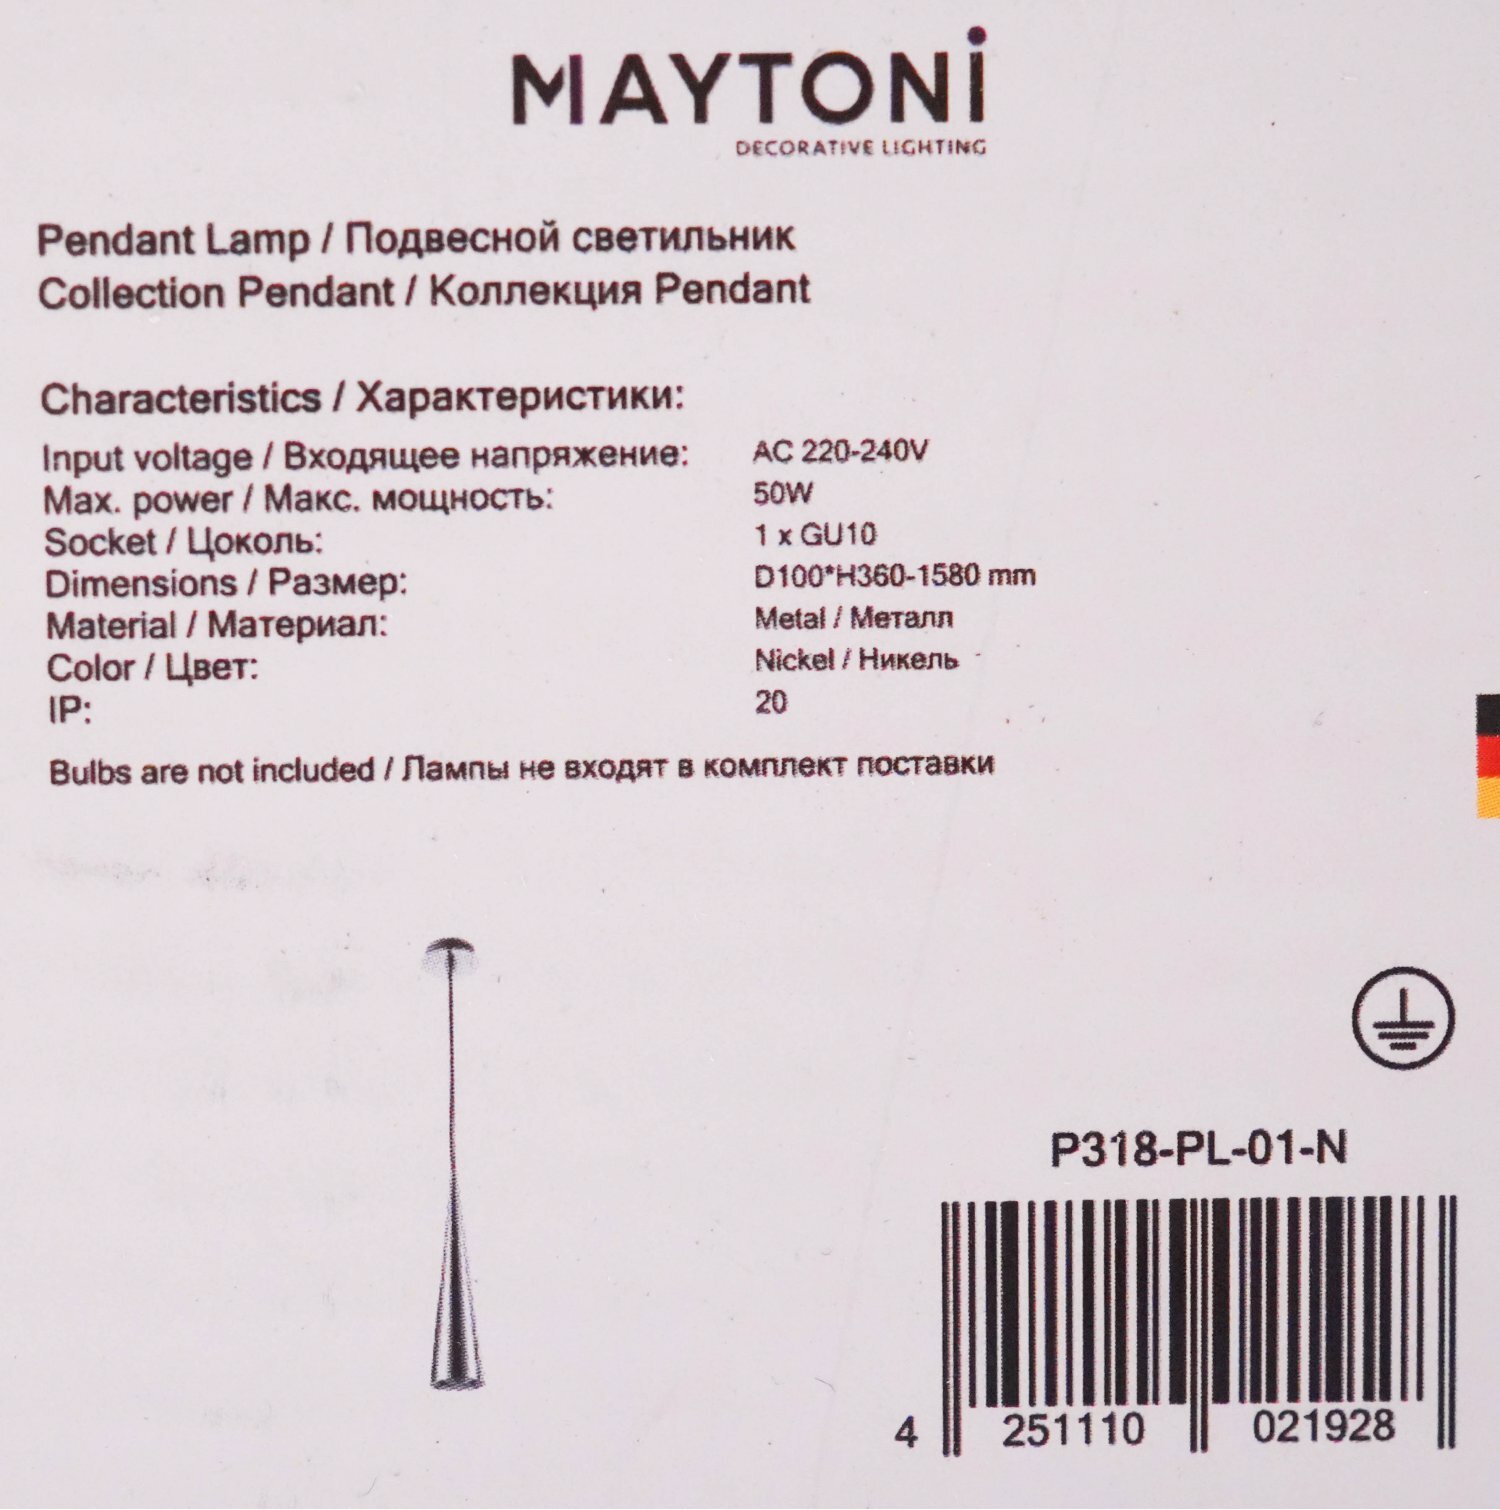 MAYTONi
DECORATIVE LIGHTING
Pendant Lamp / Подвесной светильник
Collection Pendant / Коллекция Pendant
Characteristics / Характеристики:
Input voltage / Входящее напряжение: AC 220-240V
Max. power / Макс. мощность: 50W
Socket / Цоколь: 1 x GU10
Dimensions / Размер: D100*H360-1580 mm
Material / Материал: Metal / Металл
Color / Цвет: Nickel / Никель
IP: 20
Bulbs are not included / Лампы не входят в комплект поставки
P318-PL-01-N
4 251110 021928